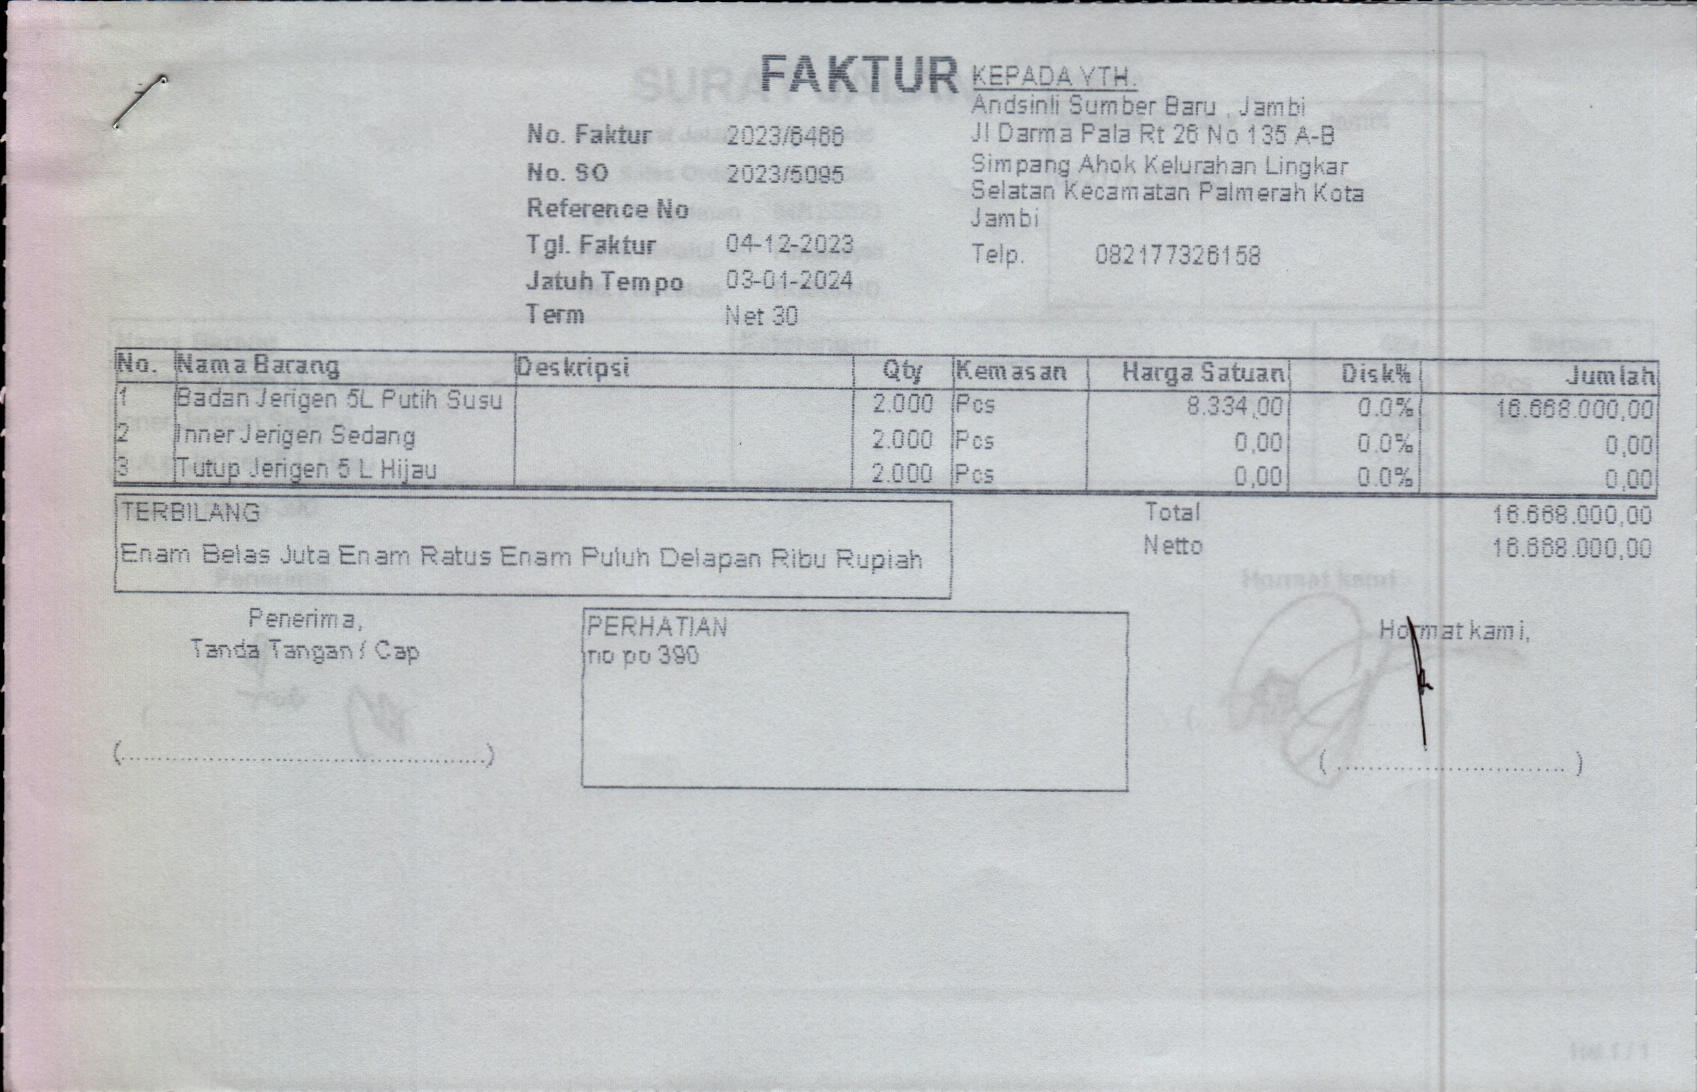 FAKTUR
KEPADA YTH.
Andsinli Sumber Baru , Jambi
Jl Darma Pala Rt 26 No 135 A-B
Simpang Ahok Kelurahan Lingkar
Selatan Kecamatan Palmerah Kota
Jambi
Telp. 082177326158
No. Faktur 2023/6466
No. SO 2023/5095
Reference No
Tgl. Faktur 04-12-2023
Jatuh Tempo 03-01-2024
Term Net 30
No. Nama Barang Deskripsi Qty Kemasan Harga Satuan Disk% Jumlah
1 Badan Jerigen 5L Putih Susu 2.000 Pcs 8.334,00 0.0% 16.668.000,00
2 Inner Jerigen Sedang 2.000 Pcs 0,00 0.0% 0,00
3 Tutup Jerigen 5 L Hijau 2.000 Pcs 0,00 0.0% 0,00
TERBILANG
Enam Belas Juta Enam Ratus Enam Puluh Delapan Ribu Rupiah
Total 16.668.000,00
Netto 16.668.000,00
Penerima,
Tanda Tangan / Cap
(..................................................)
PERHATIAN
no po 390
Hormat kami,
( ............................. )